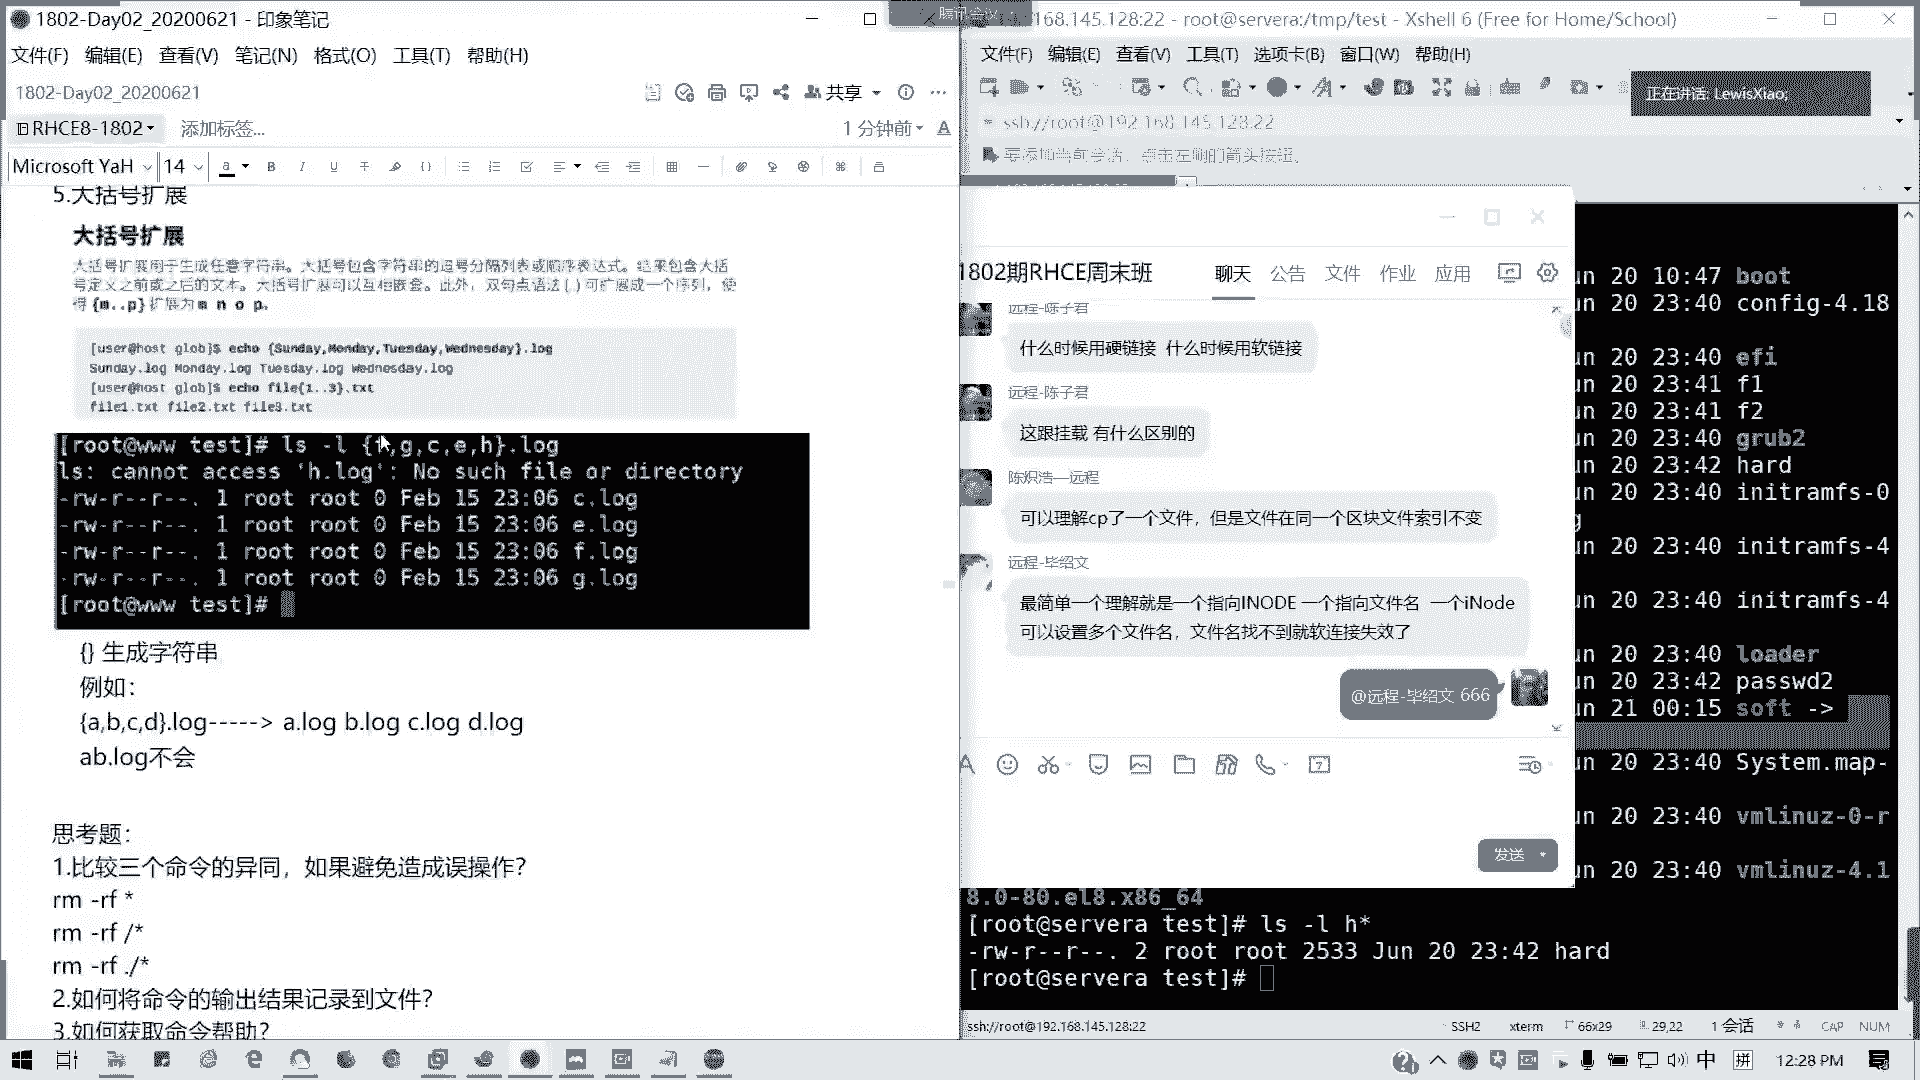 1802-Day02_20200621 - 印象笔记
文件(F) 编辑(E) 查看(V) 笔记(N) 格式(O) 工具(T) 帮助(H)
1802-Day02_20200621
共享
RHCE8-1802
添加标签...
1 分钟前
Microsoft YaH
14
5.大括号扩展
大括号扩展
大括号扩展用于生成任意字符串。大括号包含字符串的逗号分隔列表或顺序表达式。结果包含大括
号定义之前或之后的文本。大括号扩展可以互相嵌套。此外，双句点语法(..)可扩展成一个序列，使
得 {m..p} 扩展为 m n o p。
[user@host glob]$ echo {Sunday,Monday,Tuesday,Wednesday}.log
Sunday.log Monday.log Tuesday.log Wednesday.log
[user@host glob]$ echo file{1..3}.txt
file1.txt file2.txt file3.txt
[root@www test]# ls -l {f,g,c,e,h}.log
ls: cannot access 'h.log': No such file or directory
-rw-r--r--. 1 root root 0 Feb 15 23:06 c.log
-rw-r--r--. 1 root root 0 Feb 15 23:06 e.log
-rw-r--r--. 1 root root 0 Feb 15 23:06 f.log
-rw-r--r--. 1 root root 0 Feb 15 23:06 g.log
[root@www test]#
{} 生成字符串
例如：
{a,b,c,d}.log-----> a.log b.log c.log d.log
ab.log不会
思考题：
1.比较三个命令的异同，如果避免造成误操作？
rm -rf *
rm -rf /*
rm -rf ./*
2.如何将命令的输出结果记录到文件？
3.如何获取命令帮助？
腾讯会议
.168.145.128:22 - root@servera:/tmp/test - Xshell 6 (Free for Home/School)
文件(F) 编辑(E) 查看(V) 工具(T) 选项卡(B) 窗口(W) 帮助(H)
正在讲话: LewisXiao;
ssh://root@192.168.145.128:22
要添加当前会话，点击左侧的箭头按钮。
1802期RHCE周末班
聊天 公告 文件 作业 应用
远程-陈子君
什么时候用硬链接 什么时候用软链接
远程-陈子君
这跟挂载 有什么区别的
陈炽浩—远程
可以理解cp了一个文件，但是文件在同一个区块文件索引不变
远程-毕绍文
最简单一个理解就是一个指向INODE 一个指向文件名 一个iNode
可以设置多个文件名，文件名找不到就软连接失效了
@远程-毕绍文 666
发送
un 20 10:47 boot
un 20 23:40 config-4.18
un 20 23:40 efi
un 20 23:41 f1
un 20 23:41 f2
un 20 23:40 grub2
un 20 23:42 hard
un 20 23:40 initramfs-0
g
un 20 23:40 initramfs-4
un 20 23:40 initramfs-4
un 20 23:40 loader
un 20 23:42 passwd2
un 21 00:15 soft ->
un 20 23:40 System.map-
un 20 23:40 vmlinuz-0-r
un 20 23:40 vmlinuz-4.1
8.0-80.el8.x86_64
[root@servera test]# ls -l h*
-rw-r--r--. 2 root root 2533 Jun 20 23:42 hard
[root@servera test]#
ssh://root@192.168.145.128:22
SSH2 xterm 66x29 29,22 1 会话 CAP NUM
中 拼 12:28 PM